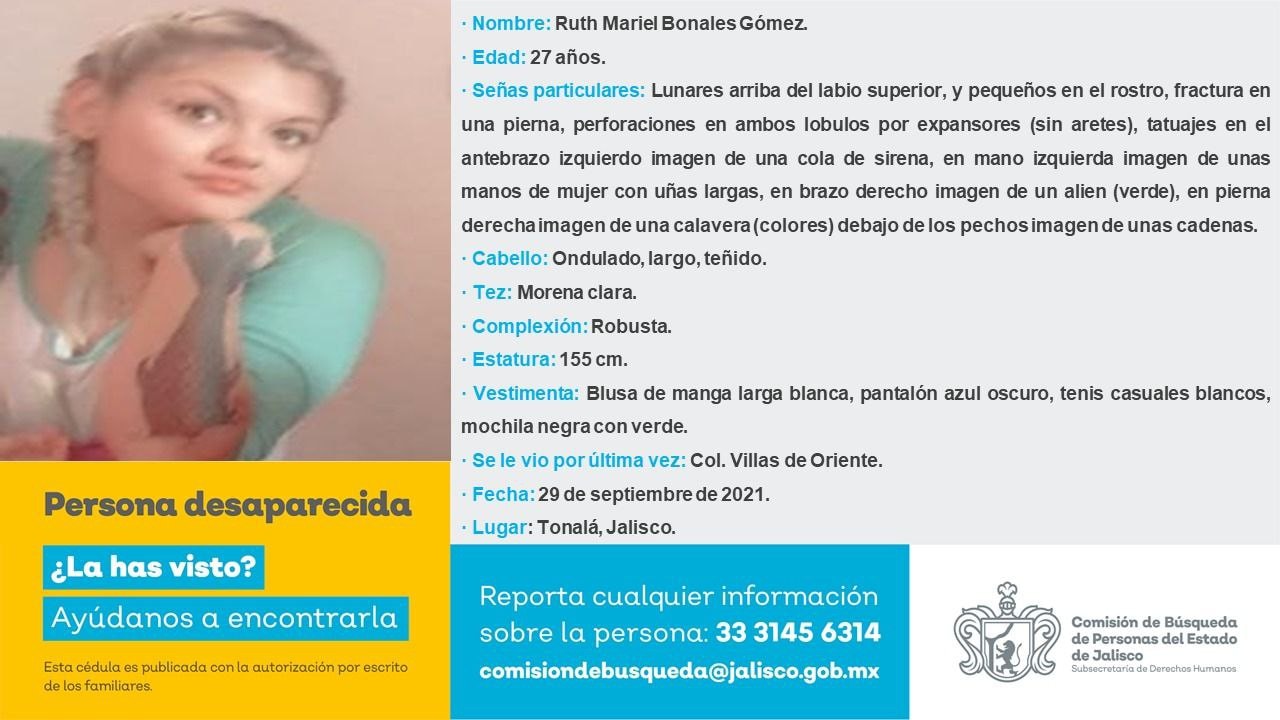 · Nombre: Ruth Mariel Bonales Gómez.
· Edad: 27 años.
· Señas particulares: Lunares arriba del labio superior, y pequeños en el rostro, fractura en
una pierna, perforaciones en ambos lobulos por expansores (sin aretes), tatuajes en el
antebrazo izquierdo imagen de una cola de sirena, en mano izquierda imagen de unas
manos de mujer con uñas largas, en brazo derecho imagen de un alien (verde), en pierna
derecha imagen de una calavera (colores) debajo de los pechos imagen de unas cadenas.
· Cabello: Ondulado, largo, teñido.
· Tez: Morena clara.
· Complexión: Robusta.
· Estatura: 155 cm.
· Vestimenta: Blusa de manga larga blanca, pantalón azul oscuro, tenis casuales blancos,
mochila negra con verde.
· Se le vio por última vez: Col. Villas de Oriente.
· Fecha: 29 de septiembre de 2021.
· Lugar: Tonalá, Jalisco.
Persona desaparecida
¿La has visto?
Ayúdanos a encontrarla
Esta cédula es publicada con la autorización por escrito
de los familiares.
Reporta cualquier información
sobre la persona: 33 3145 6314
comisiondebusqueda@jalisco.gob.mx
Comisión de Búsqueda
de Personas del Estado
de Jalisco
Subsecretaría de Derechos Humanos